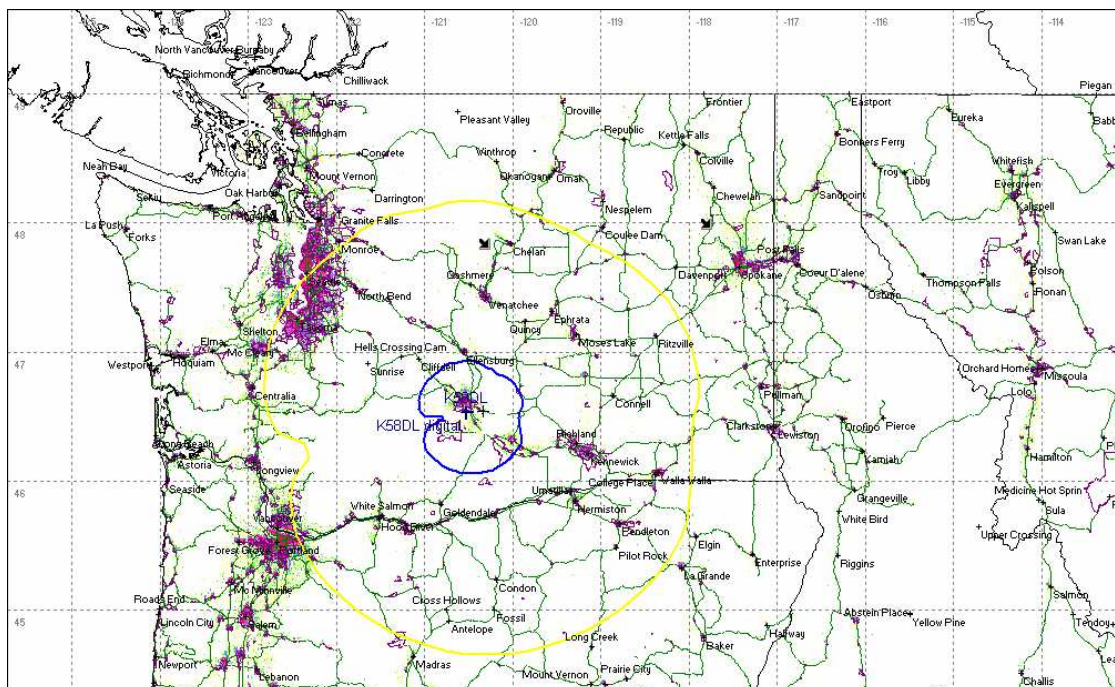 -124
-123
-122
-121
-120
-119
-118
-117
-116
-115
-114
North Vancouver Burnaby
Richmond
Vancouver
Chilliwack
Piegan
Sumas
Frontier
Eastport
Pleasant Valley
Oroville
Eureka
Bellingham
Republic
Kettle Falls
Bonners Ferry
Concrete
Winthrop
Colville
Neah Bay
Victoria
Mount Vernon
Okanogan
Omak
Troy
Libby
Whitefish
Oak Harbor
Sekiu
Darrington
Chewelah
Sandpoint
Evergreen
Kalispell
La Push
Forks
Granite Falls
Nespelem
48
Coulee Dam
Swan Lake
Monroe
Chelan
Post Falls
Cashmere
Davenport
Spokane
Coeur D'alene
Polson
North Bend
Wenatchee
Osburn
Thompson Falls
Ronan
Shelton
Tacoma
Ephrata
Quincy
Elma
Mc Cleary
Hells Crossing Cam
Moses Lake
Ritzville
47
Westport
Hoquiam
Sunrise
Cliffdell
Ellensburg
Orchard Homes
Missoula
Centralia
K58DL
Connell
Pullman
Lolo
K58DL digital
Clarkston
Lewiston
Orofino
Pierce
Long Beach
Richland
Astoria
Longview
Kennewick
Kamiah
Hamilton
46
Seaside
Umatilla
College Place
Walla Walla
Grangeville
Medicine Hot Sprin
Vancouver
White Salmon
Goldendale
Hermiston
White Bird
Sula
Forest Grove
Portland
Hood River
Pendleton
Upper Crossing
Pilot Rock
Elgin
Enterprise
Riggins
Mc Minnville
Condon
La Grande
Roads End
Cross Hollows
Salmon
45
Lincoln City
Salem
Antelope
Fossil
Abstein Place
Yellow Pine
Tendoy
Long Creek
Halfway
Newport
Lebanon
Madras
Mount Vernon
Prairie City
Baker
Challis